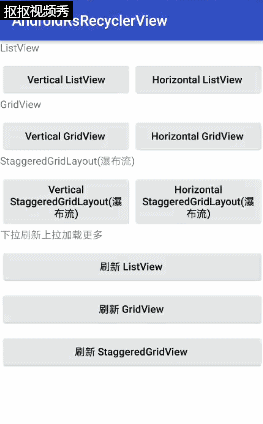 抠抠视频秀
AndroidRsRecyclerView
ListView
Vertical ListView
Horizontal ListView
GridView
Vertical GridView
Horizontal GridView
StaggeredGridLayout(瀑布流)
Vertical
StaggeredGridLayout(瀑
布流)
Horizontal
StaggeredGridLayout(瀑
布流)
下拉刷新上拉加载更多
刷新 ListView
刷新 GridView
刷新 StaggeredGridView